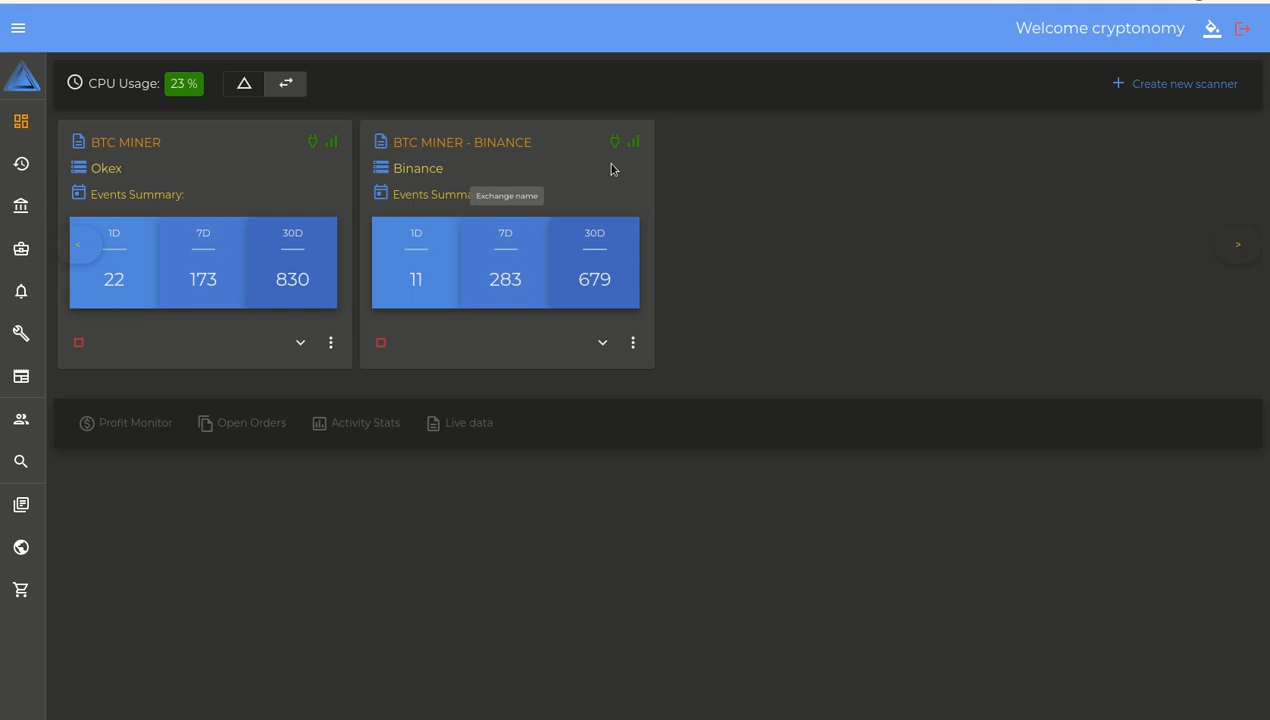 Welcome cryptonomy
CPU Usage: 23 %
+ Create new scanner
BTC MINER
Okex
Events Summary:
1D 7D 30D
22 173 830
BTC MINER - BINANCE
Binance
Events Summa
Exchange name
1D 7D 30D
11 283 679
<
>
Profit Monitor Open Orders Activity Stats Live data